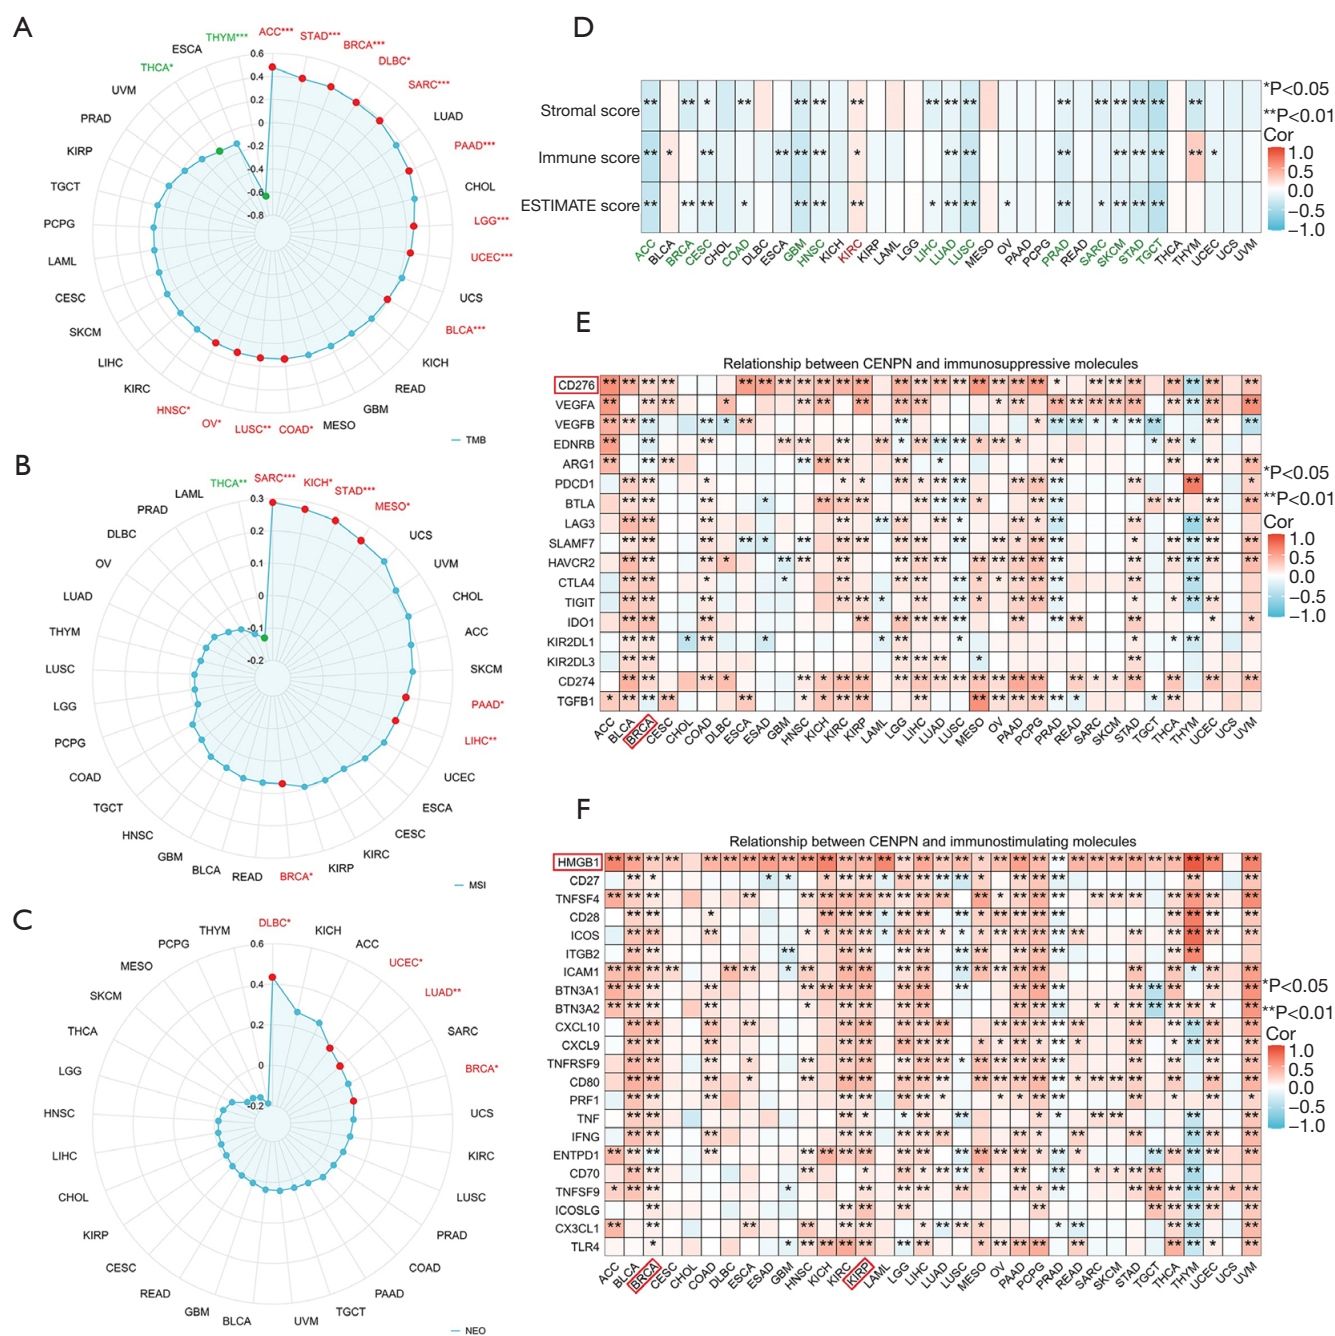 A
THYM***
ACC***
STAD***
BRCA***
DLBC*
SARC***
LUAD
PAAD***
CHOL
LGG***
UCEC***
UCS
BLCA***
KICH
READ
GBM
MESO
COAD*
LUSC**
OV*
HNSC*
KIRC
LIHC
SKCM
CESC
LAML
PCPG
TGCT
KIRP
PRAD
UVM
THCA*
ESCA
0.6
0.4
0.2
0
-0.2
-0.4
-0.6
-0.8
TMB
B
THCA**
SARC***
KICH*
STAD***
MESO*
UCS
UVM
CHOL
ACC
SKCM
PAAD*
LIHC**
UCEC
ESCA
CESC
KIRC
KIRP
BRCA*
READ
BLCA
GBM
HNSC
TGCT
COAD
PCPG
LGG
LUSC
THYM
LUAD
OV
DLBC
PRAD
LAML
0.3
0.2
0.1
0
-0.1
-0.2
MSI
C
DLBC*
KICH
ACC
UCEC*
LUAD**
SARC
BRCA*
UCS
KIRC
LUSC
PRAD
COAD
PAAD
TGCT
UVM
BLCA
GBM
READ
CESC
KIRP
CHOL
LIHC
HNSC
LGG
THCA
SKCM
MESO
PCPG
THYM
0.6
0.4
0.2
0
-0.2
NEO
D
Stromal score
Immune score
ESTIMATE score
ACC BLCA BRCA CESC CHOL COAD DLBC ESCA GBM HNSC KICH KIRC KIRP LAML LGG LIHC LUAD LUSC MESO OV PAAD PCPG PRAD READ SARC SKCM STAD TGCT THCA THYM UCEC UCS UVM
*P<0.05
**P<0.01
Cor
1.0
0.5
0.0
−0.5
−1.0
E
Relationship between CENPN and immunosuppressive molecules
CD276
VEGFA
VEGFB
EDNRB
ARG1
PDCD1
BTLA
LAG3
SLAMF7
HAVCR2
CTLA4
TIGIT
IDO1
KIR2DL1
KIR2DL3
CD274
TGFB1
ACC BLCA BRCA CESC CHOL COAD DLBC ESCA ESAD GBM HNSC KICH KIRC KIRP LAML LGG LIHC LUAD LUSC MESO OV PAAD PCPG PRAD READ SARC SKCM STAD TGCT THCA THYM UCEC UCS UVM
*P<0.05
**P<0.01
Cor
1.0
0.5
0.0
−0.5
−1.0
F
Relationship between CENPN and immunostimulating molecules
HMGB1
CD27
TNFSF4
CD28
ICOS
ITGB2
ICAM1
BTN3A1
BTN3A2
CXCL10
CXCL9
TNFRSF9
CD80
PRF1
TNF
IFNG
ENTPD1
CD70
TNFSF9
ICOSLG
CX3CL1
TLR4
ACC BLCA BRCA CESC CHOL COAD DLBC ESCA ESAD GBM HNSC KICH KIRC KIRP LAML LGG LIHC LUAD LUSC MESO OV PAAD PCPG PRAD READ SARC SKCM STAD TGCT THCA THYM UCEC UCS UVM
*P<0.05
**P<0.01
Cor
1.0
0.5
0.0
−0.5
−1.0